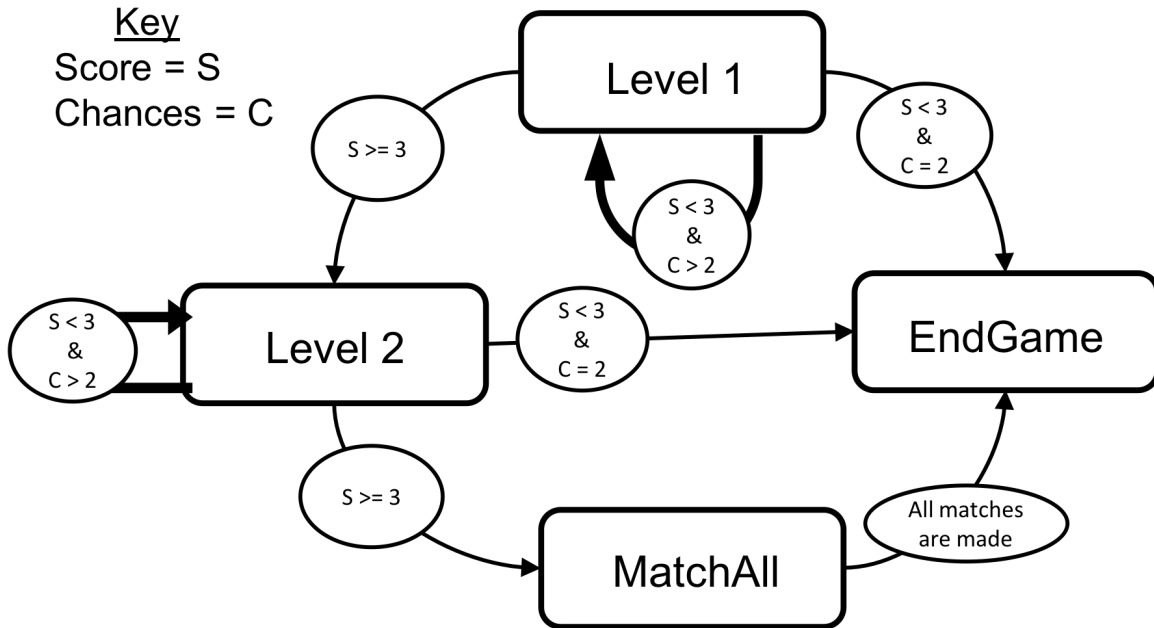 Key
Score = S
Chances = C
Level 1
S >= 3
S < 3
&
C = 2
S < 3
&
C > 2
S < 3
&
C > 2
Level 2
S < 3
&
C = 2
EndGame
S >= 3
MatchAll
All matches
are made